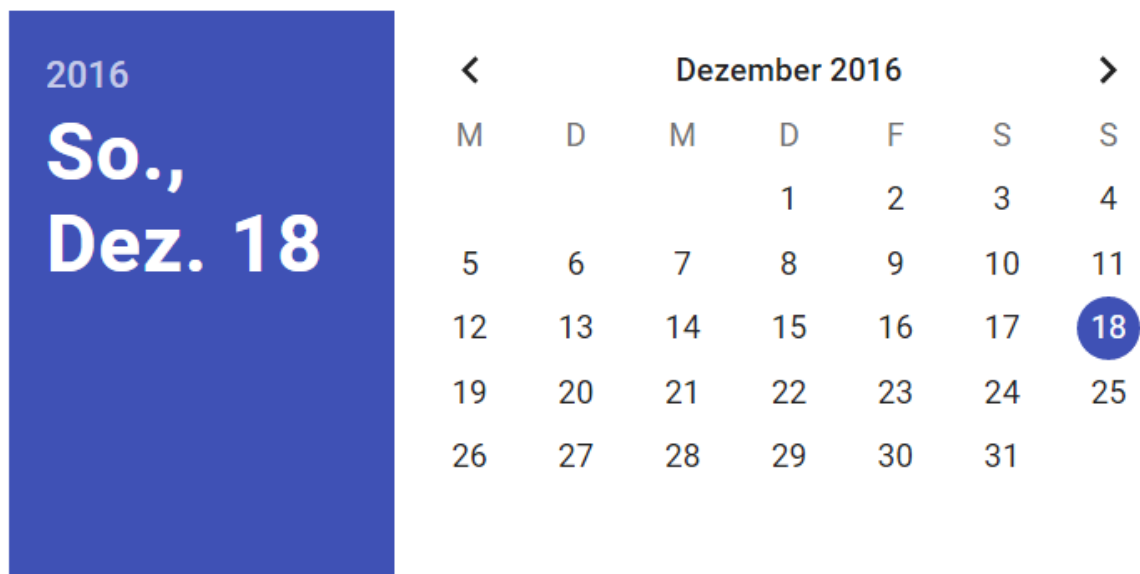 2016
So.,
Dez. 18
Dezember 2016
M D M D F S S
1 2 3 4
5 6 7 8 9 10 11
12 13 14 15 16 17 18
19 20 21 22 23 24 25
26 27 28 29 30 31